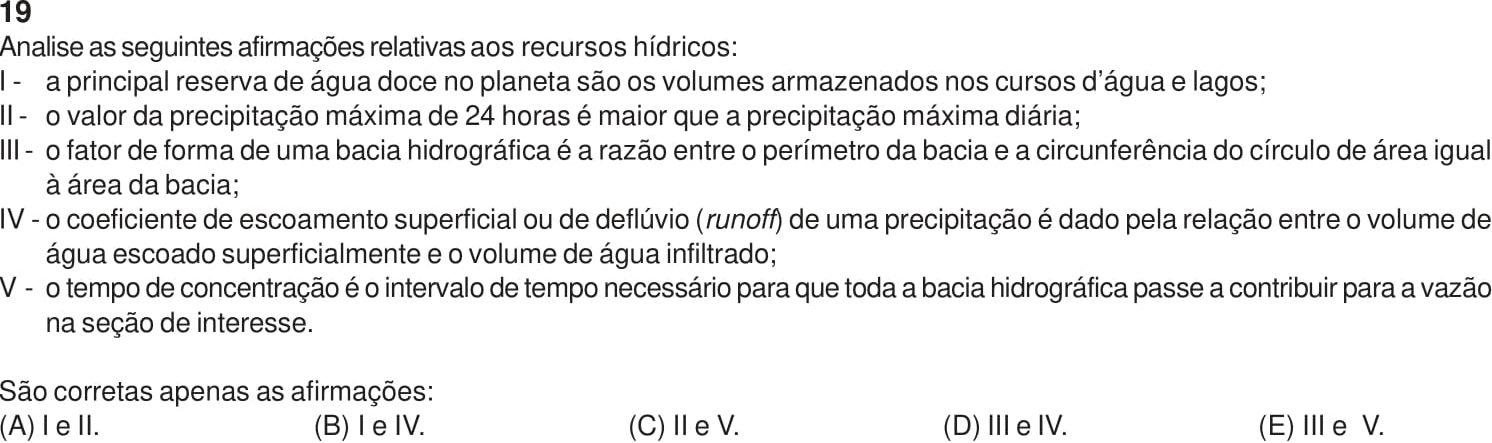 19
Analise as seguintes afirmações relativas aos recursos hídricos:
I - a principal reserva de água doce no planeta são os volumes armazenados nos cursos d'água e lagos;
II - o valor da precipitação máxima de 24 horas é maior que a precipitação máxima diária;
III - o fator de forma de uma bacia hidrográfica é a razão entre o perímetro da bacia e a circunferência do círculo de área igual
à área da bacia;
IV - o coeficiente de escoamento superficial ou de deflúvio (runoff) de uma precipitação é dado pela relação entre o volume de
água escoado superficialmente e o volume de água infiltrado;
V - o tempo de concentração é o intervalo de tempo necessário para que toda a bacia hidrográfica passe a contribuir para a vazão
na seção de interesse.
São corretas apenas as afirmações:
(A) I e II. (B) I e IV. (C) II e V. (D) III e IV. (E) III e V.